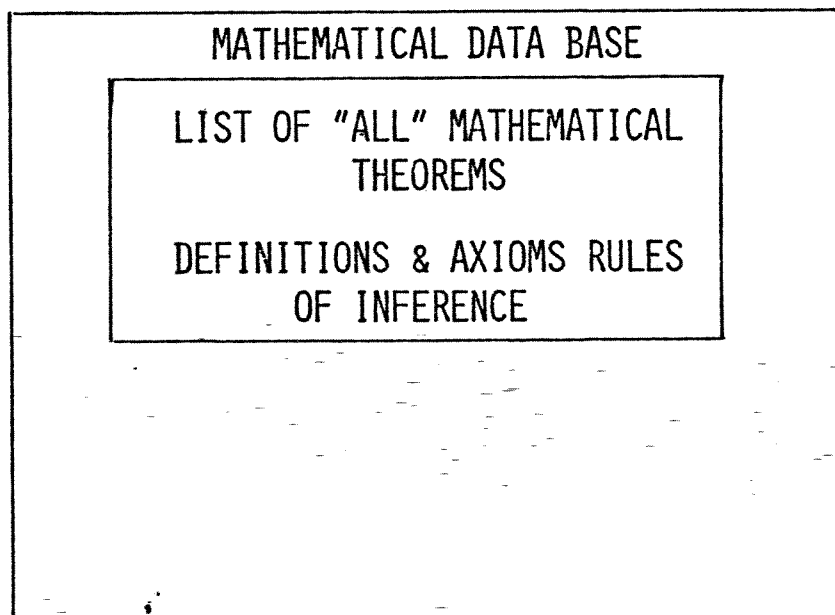 MATHEMATICAL DATA BASE
LIST OF "ALL" MATHEMATICAL
THEOREMS
DEFINITIONS & AXIOMS RULES
OF INFERENCE